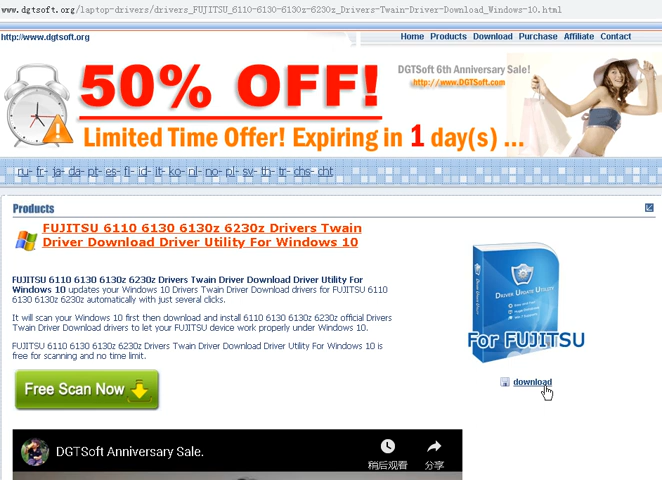 www.dgtsoft.org/laptop-drivers/drivers_FUJITSU_6110-6130-6130z-6230z_Drivers-Twain-Driver-Download_Windows-10.html
http://www.dgtsoft.org
Home Products Download Purchase Affiliate Contact
50% OFF!
DGTSoft 6th Anniversary Sale!
http://www.DGTSoft.com
Limited Time Offer! Expiring in 1 day(s) ...
ru- fr- ja- da- pt- es- fi- id- it- ko- nl- no- pl- sv- th- tr- chs- cht
Products
FUJITSU 6110 6130 6130z 6230z Drivers Twain
Driver Download Driver Utility For Windows 10
FUJITSU 6110 6130 6130z 6230z Drivers Twain Driver Download Driver Utility For
Windows 10 updates your Windows 10 Drivers Twain Driver Download drivers for FUJITSU 6110
6130 6130z 6230z automatically with just several clicks.
It will scan your Windows 10 first then download and install 6110 6130 6130z 6230z official Drivers
Twain Driver Download drivers to let your FUJITSU device work properly under Windows 10.
FUJITSU 6110 6130 6130z 6230z Drivers Twain Driver Download Driver Utility For Windows 10 is
free for scanning and no time limit.
Driver Update Utility
For FUJITSU
download
Free Scan Now
DGTSoft Anniversary Sale.
稍后观看
分享